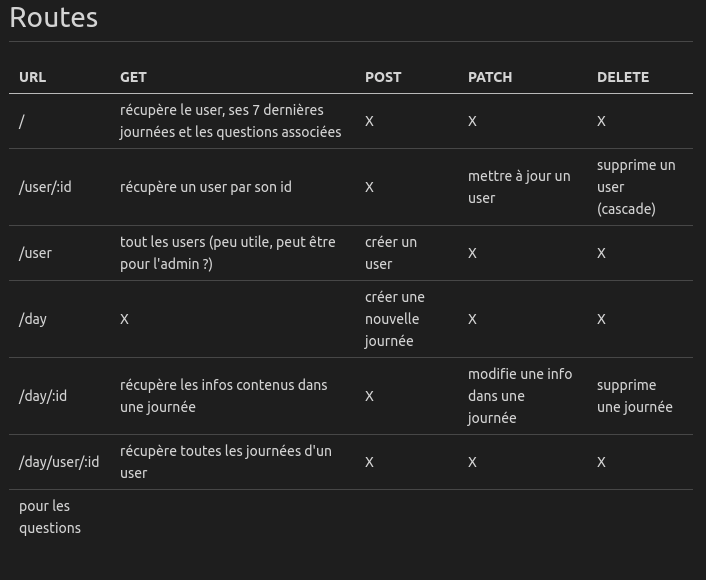 Routes
URL GET POST PATCH DELETE
/ récupère le user, ses 7 dernières journées et les questions associées X X X
/user/:id récupère un user par son id X mettre à jour un user supprime un user (cascade)
/user tout les users (peu utile, peut être pour l'admin ?) créer un user X X
/day X créer une nouvelle journée X X
/day/:id récupère les infos contenus dans une journée X modifie une info dans une journée supprime une journée
/day/user/:id récupère toutes les journées d'un user X X X
pour les questions